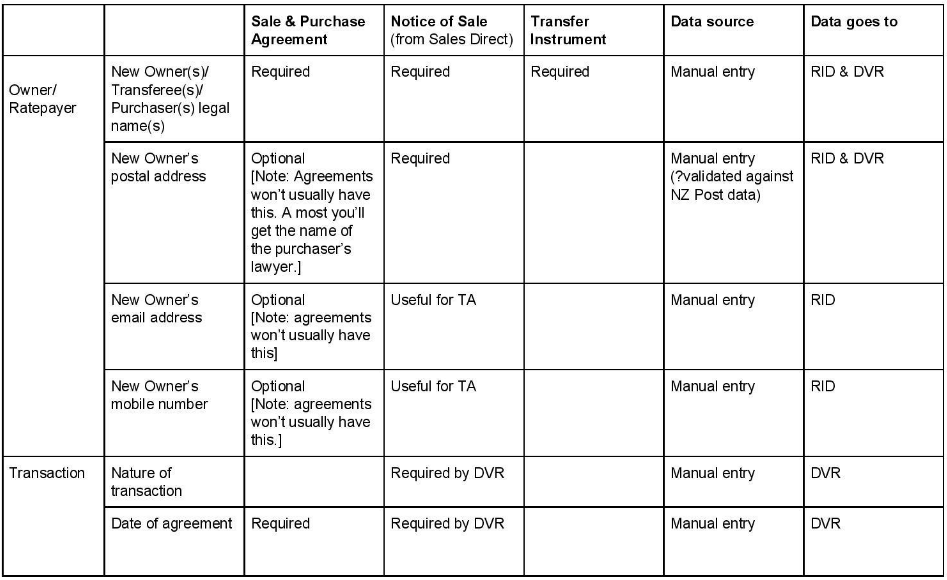 Sale & Purchase
Agreement
Notice of Sale
(from Sales Direct)
Transfer
Instrument
Data source
Data goes to
Owner/
Ratepayer
New Owner(s)/
Transferee(s)/
Purchaser(s) legal
name(s)
Required
Required
Required
Manual entry
RID & DVR
New Owner's
postal address
Optional
[Note: Agreements
won't usually have
this. A most you'll
get the name of
the purchaser's
lawyer.]
Required
Manual entry
(?validated against
NZ Post data)
RID & DVR
New Owner's
email address
Optional
[Note: agreements
won't usually have
this]
Useful for TA
Manual entry
RID
New Owner's
mobile number
Optional
[Note: agreements
won't usually have
this.]
Useful for TA
Manual entry
RID
Transaction
Nature of
transaction
Required by DVR
Manual entry
DVR
Date of agreement
Required
Required by DVR
Manual entry
DVR